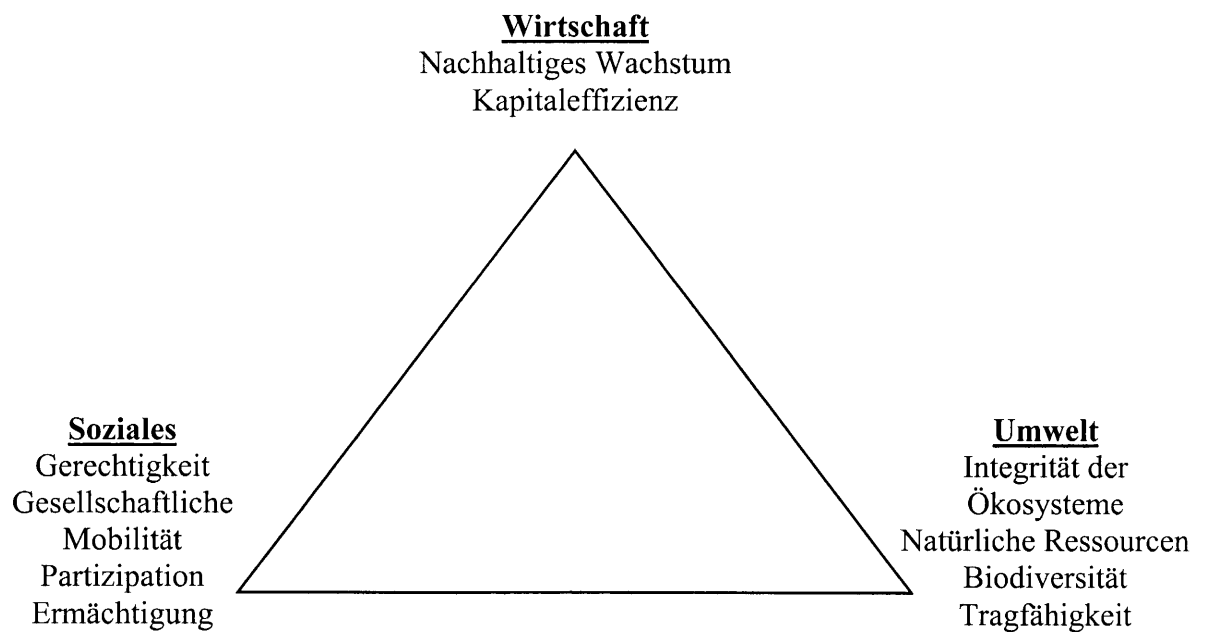 Wirtschaft
Nachhaltiges Wachstum
Kapitaleffizienz
Soziales
Gerechtigkeit
Gesellschaftliche
Mobilität
Partizipation
Ermächtigung
Umwelt
Integrität der
Ökosysteme
Natürliche Ressourcen
Biodiversität
Tragfähigkeit